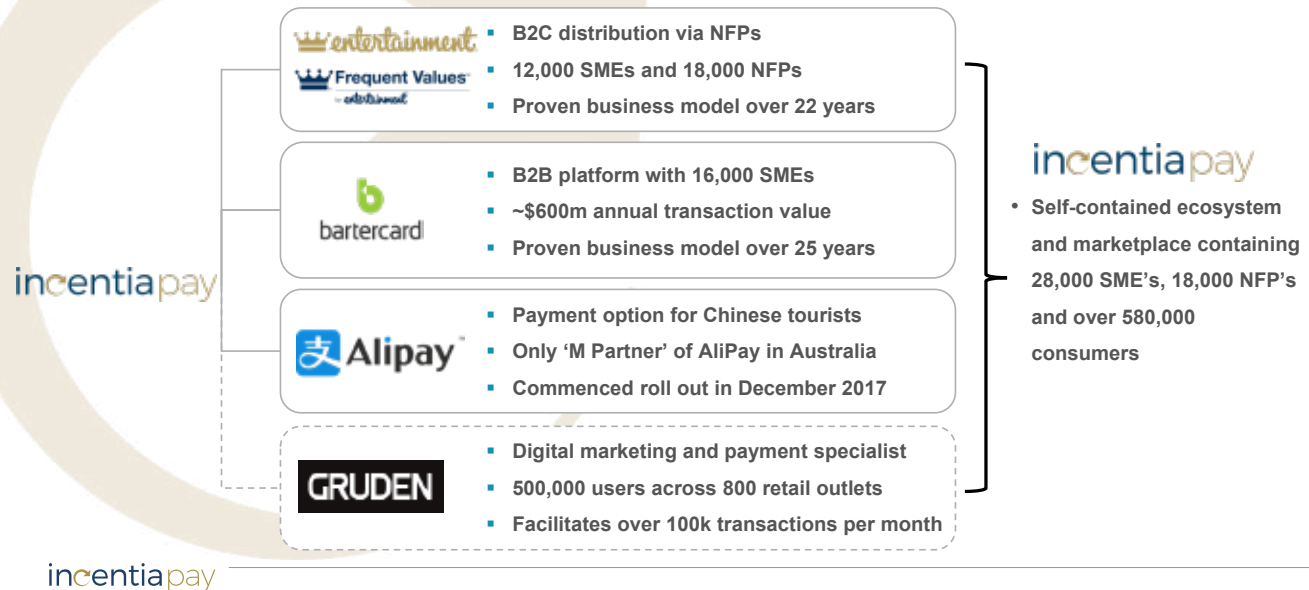 entertainment.
Frequent Values™
by entertainment
▪ B2C distribution via NFPs
▪ 12,000 SMEs and 18,000 NFPs
▪ Proven business model over 22 years
bartercard
▪ B2B platform with 16,000 SMEs
▪ ~$600m annual transaction value
▪ Proven business model over 25 years
incentiapay
支 Alipay™
▪ Payment option for Chinese tourists
▪ Only ‘M Partner’ of AliPay in Australia
▪ Commenced roll out in December 2017
GRUDEN
▪ Digital marketing and payment specialist
▪ 500,000 users across 800 retail outlets
▪ Facilitates over 100k transactions per month
incentiapay
• Self-contained ecosystem
and marketplace containing
28,000 SME’s, 18,000 NFP’s
and over 580,000
consumers
incentiapay